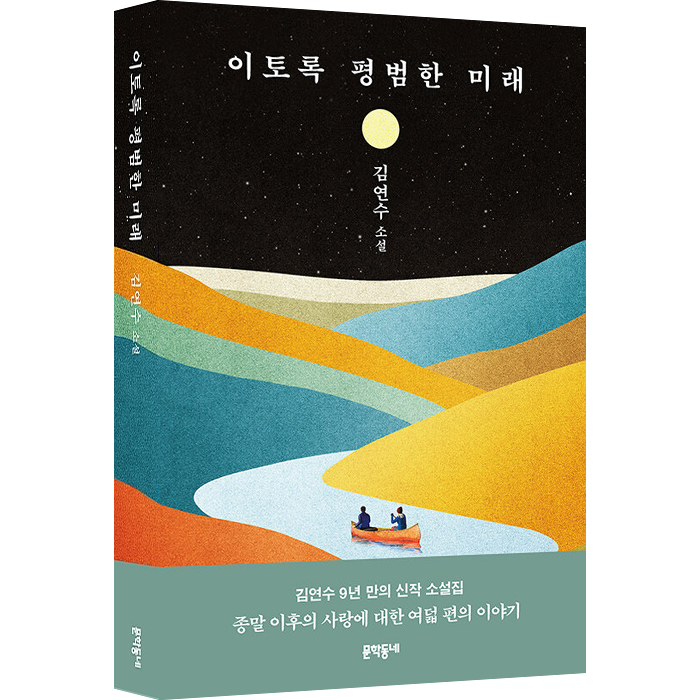 이토록 평범한 미래
김연수 소설
이토록 평범한 미래
김연수 소설
김연수 9년 만의 신작 소설집
종말 이후의 사랑에 대한 여덟 편의 이야기
문학동네
문학동네